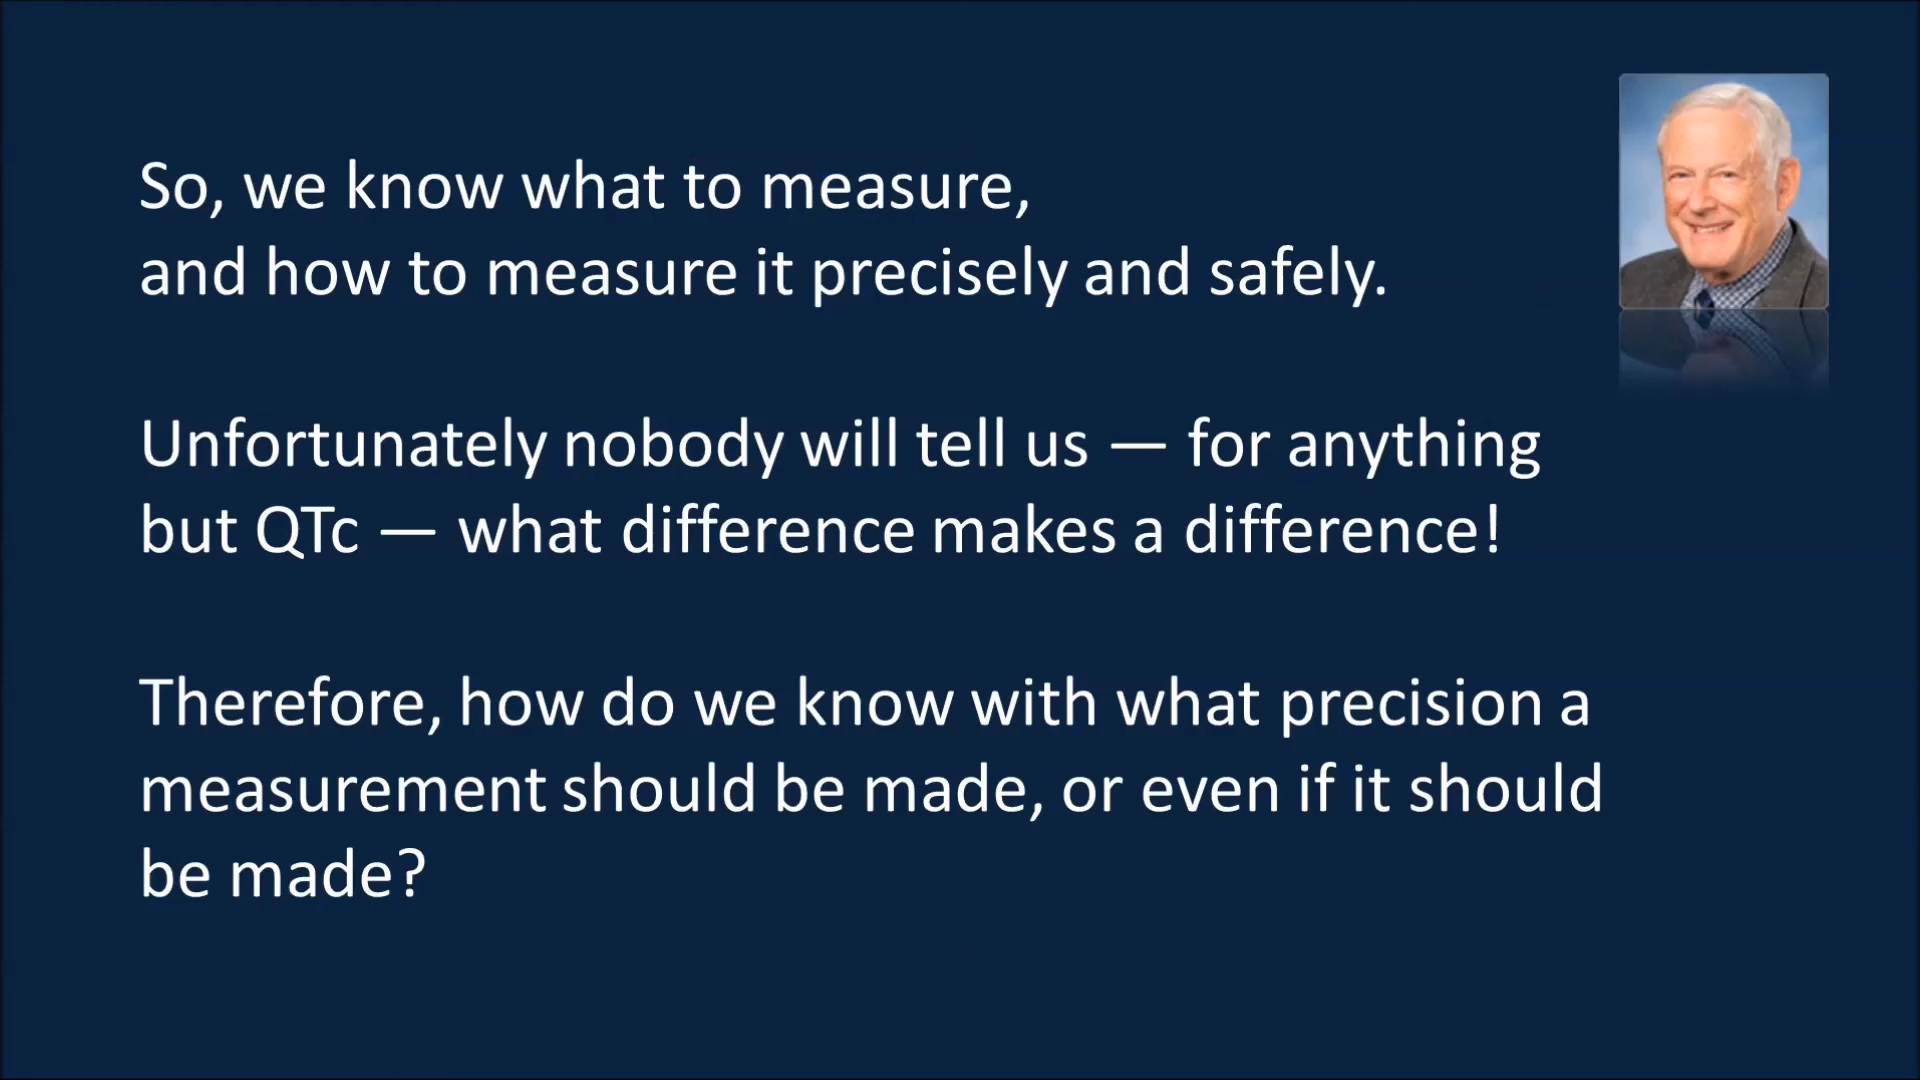 So, we know what to measure,
and how to measure it precisely and safely.
Unfortunately nobody will tell us — for anything
but QTc — what difference makes a difference!
Therefore, how do we know with what precision a
measurement should be made, or even if it should
be made?